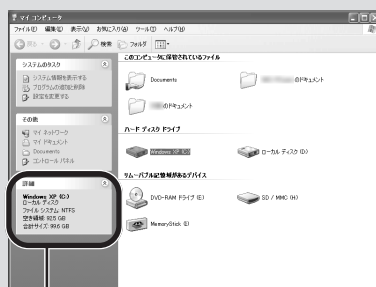 マイ コンピュータ
ファイル(F) 編集(E) 表示(V) お気に入り(A) ツール(T) ヘルプ(H)
戻る 検索 フォルダ
システムのタスク
システム情報を表示する
プログラムの追加と削除
設定を変更する
その他
マイ ネットワーク
マイ ドキュメント
Documents
コントロール パネル
詳細
Windows XP (C:)
ローカル ディスク
ファイル システム: NTFS
空き領域: 92.5 GB
合計サイズ: 99.6 GB
このコンピュータに保管されているファイル
Documents
のドキュメント
のドキュメント
ハード ディスク ドライブ
Windows XP (C:)
ローカル ディスク (D:)
リムーバブル記憶域があるデバイス
DVD-RAM ドライブ (E:)
SD / MMC (H:)
MemoryStick (I:)